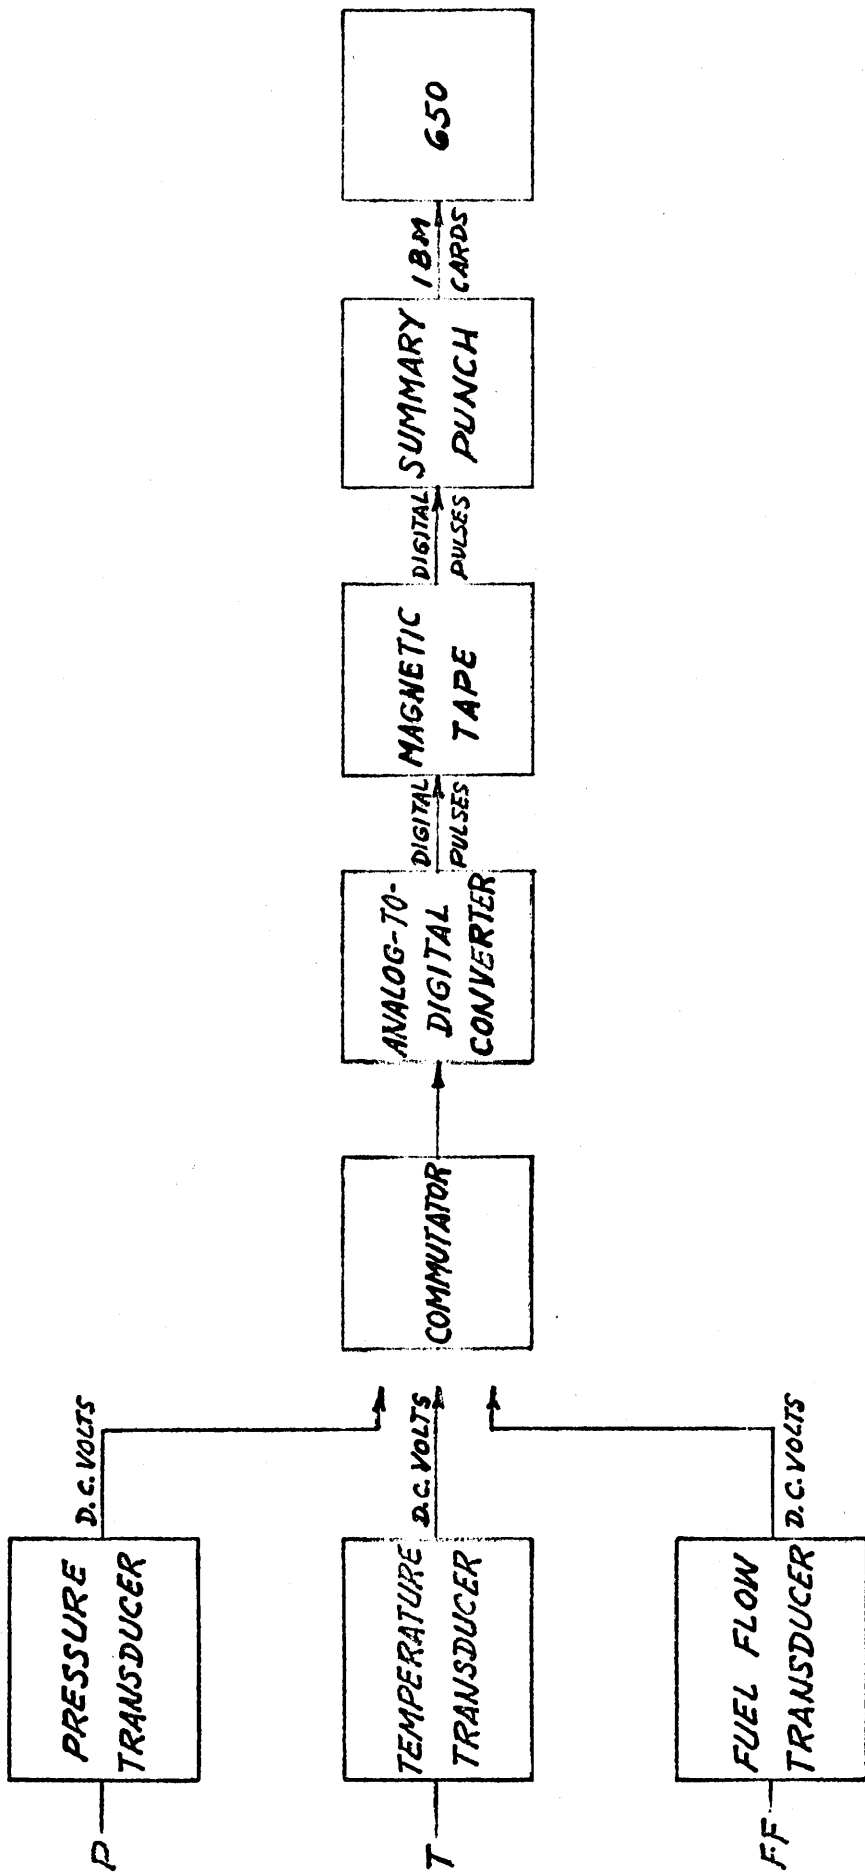 P
PRESSURE
TRANSDUCER
D.C. VOLTS
T
TEMPERATURE
TRANSDUCER
D.C. VOLTS
FF
FUEL FLOW
TRANSDUCER
D.C. VOLTS
COMMUTATOR
ANALOG-TO-
DIGITAL
CONVERTER
DIGITAL
PULSES
MAGNETIC
TAPE
DIGITAL
PULSES
SUMMARY
PUNCH
IBM
CARDS
650